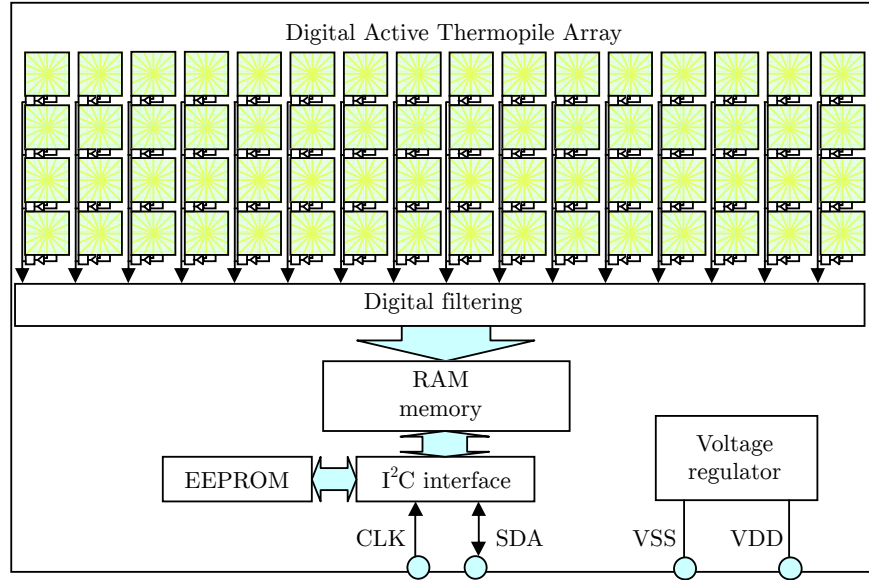 Digital Active Thermopile Array
Digital filtering
RAM
memory
Voltage
regulator
EEPROM
I²C interface
CLK
SDA
VSS
VDD